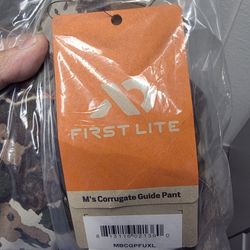 FIRST LITE
M's Corrugate Guide Pant
MBCGPFUXL